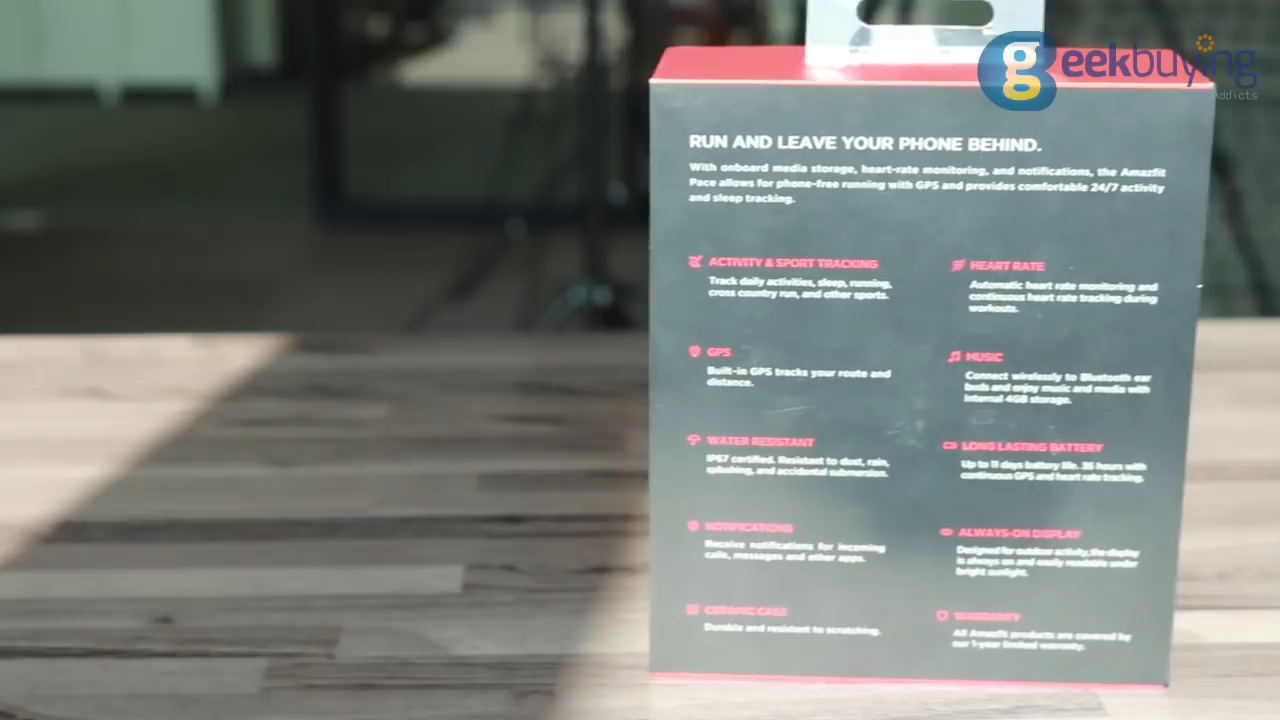 geekbuying
Addicts
RUN AND LEAVE YOUR PHONE BEHIND.
With onboard media storage, heart-rate monitoring, and notifications, the Amazfit
Pace allows for phone-free running with GPS and provides comfortable 24/7 activity
and sleep tracking.
ACTIVITY & SPORT TRACKING
Track daily activities, sleep, running,
cross country run, and other sports.
HEART RATE
Automatic heart rate monitoring and
continuous heart rate tracking during
workouts.
GPS
Built-in GPS tracks your route and
distance.
MUSIC
Connect wirelessly to Bluetooth ear
buds and enjoy music and media with
internal 4GB storage.
WATER RESISTANT
IP67 certified. Resistant to dust, rain,
splashing, and accidental submersion.
LONG LASTING BATTERY
Up to 11 days battery life. 35 hours with
continuous GPS and heart rate tracking.
NOTIFICATIONS
Receive notifications for incoming
calls, messages and other apps.
ALWAYS-ON DISPLAY
Designed for outdoor activity, the display
is always on and easily readable under
bright sunlight.
CERAMIC CASE
Durable and resistant to scratching.
WARRANTY
All Amazfit products are covered by
our 1-year limited warranty.